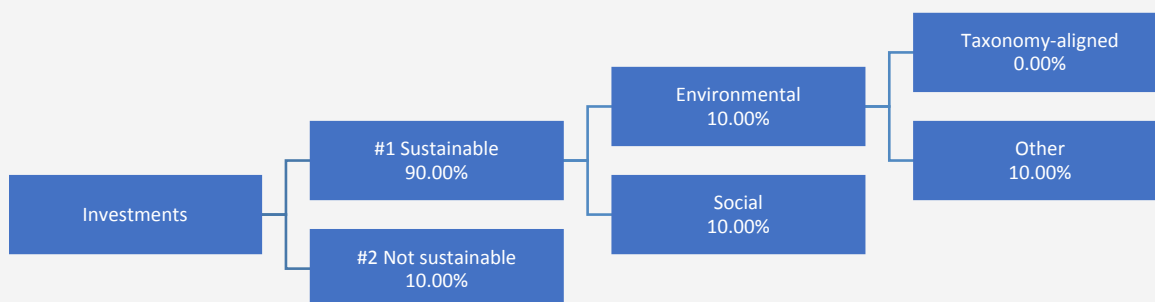 Investments
#1 Sustainable
90.00%
#2 Not sustainable
10.00%
Environmental
10.00%
Social
10.00%
Taxonomy-aligned
0.00%
Other
10.00%